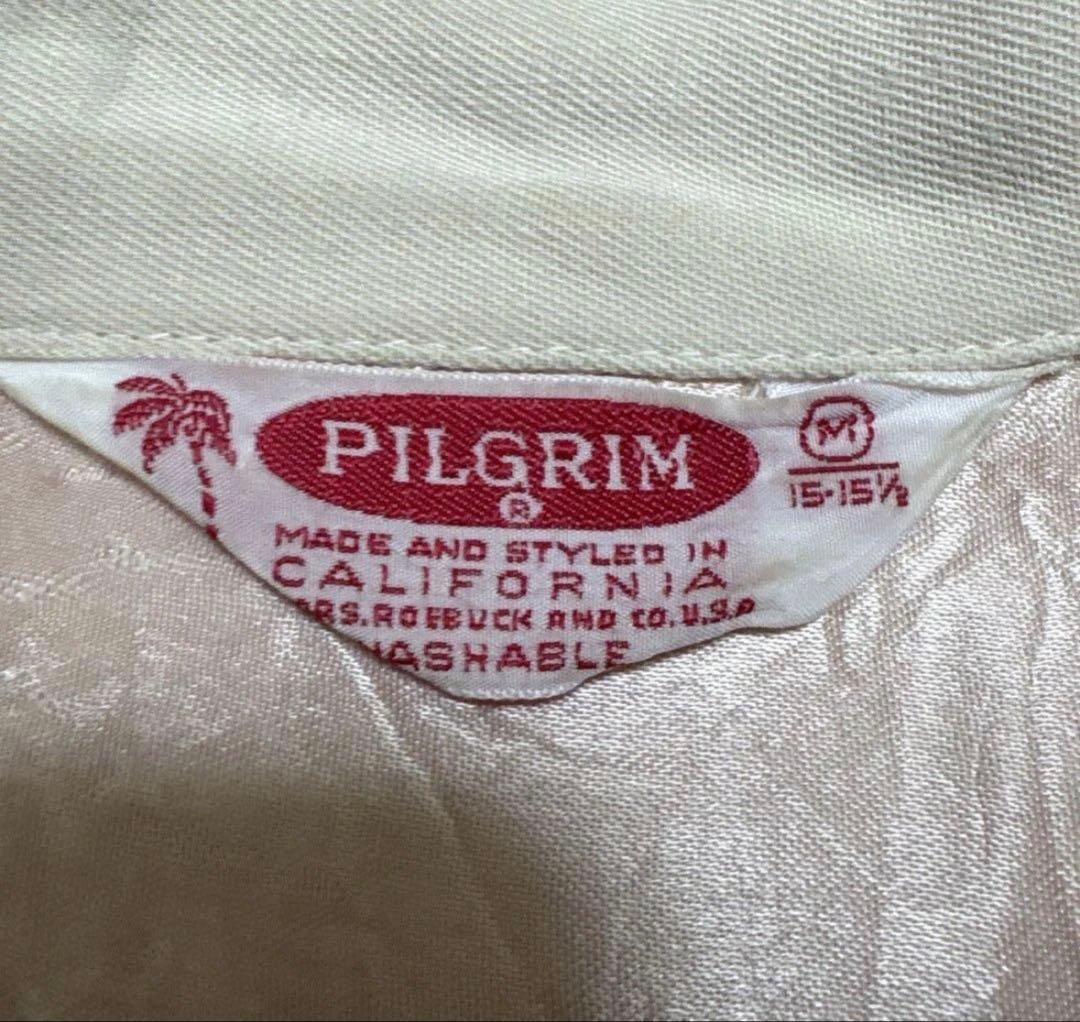 PILGRIM
®
M
15-15½
MADE AND STYLED IN
CALIFORNIA
ROEBUCK AND CO. U.S.A
WASHABLE